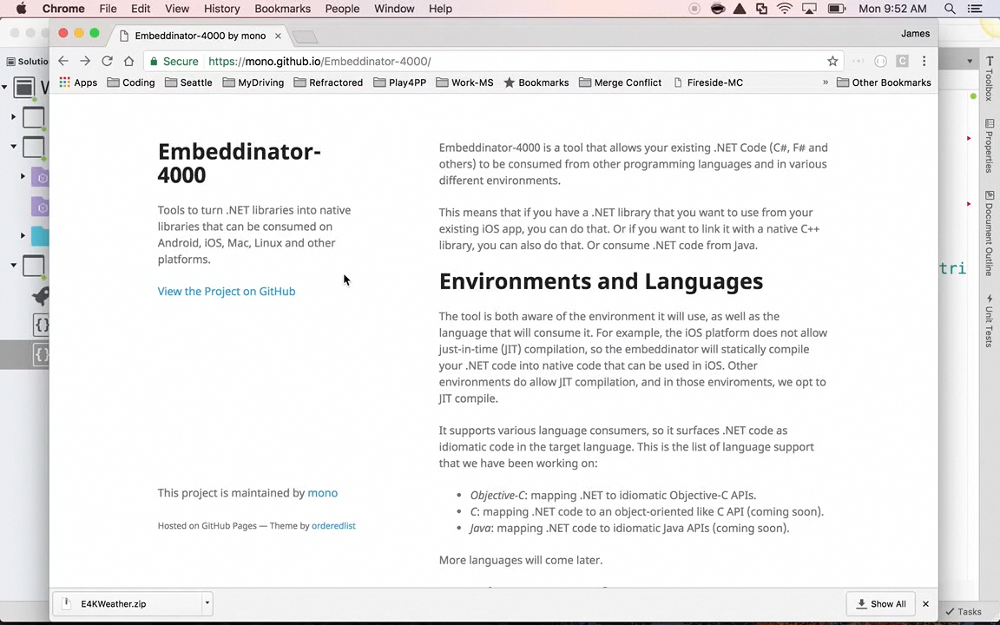 Chrome File Edit View History Bookmarks People Window Help Mon 9:52 AM
Embeddinator-4000 by mono
James
Secure https://mono.github.io/Embeddinator-4000/
Apps Coding Seattle MyDriving Refractored Play4PP Work-MS Bookmarks Merge Conflict Fireside-MC » Other Bookmarks
Solutio
W
Embeddinator-
4000
Tools to turn .NET libraries into native
libraries that can be consumed on
Android, iOS, Mac, Linux and other
platforms.
View the Project on GitHub
This project is maintained by mono
Hosted on GitHub Pages — Theme by orderedlist
Embeddinator-4000 is a tool that allows your existing .NET Code (C#, F# and
others) to be consumed from other programming languages and in various
different environments.
This means that if you have a .NET library that you want to use from your
existing iOS app, you can do that. Or if you want to link it with a native C++
library, you can also do that. Or consume .NET code from Java.
Environments and Languages
The tool is both aware of the environment it will use, as well as the
language that will consume it. For example, the iOS platform does not allow
just-in-time (JIT) compilation, so the embeddinator will statically compile
your .NET code into native code that can be used in iOS. Other
environments do allow JIT compilation, and in those enviroments, we opt to
JIT compile.
It supports various language consumers, so it surfaces .NET code as
idiomatic code in the target language. This is the list of language support
that we have been working on:
• Objective-C: mapping .NET to idiomatic Objective-C APIs.
• C: mapping .NET code to an object-oriented like C API (coming soon).
• Java: mapping .NET code to idiomatic Java APIs (coming soon).
More languages will come later.
Toolbox
Properties
Document Outline
Unit Tests
tri
E4KWeather.zip
Show All
Tasks